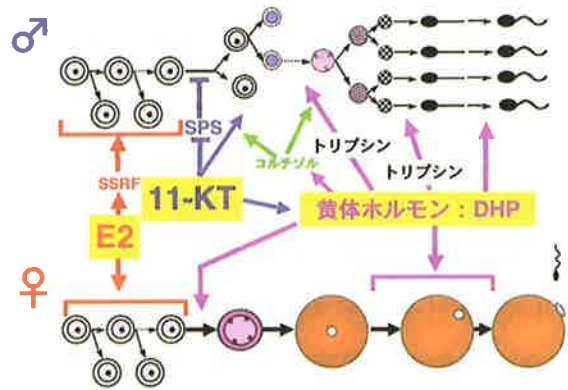 ♂
SPS
コルチゾル
トリプシン
トリプシン
SSRF
11-KT
黄体ホルモン：DHP
E2
♀